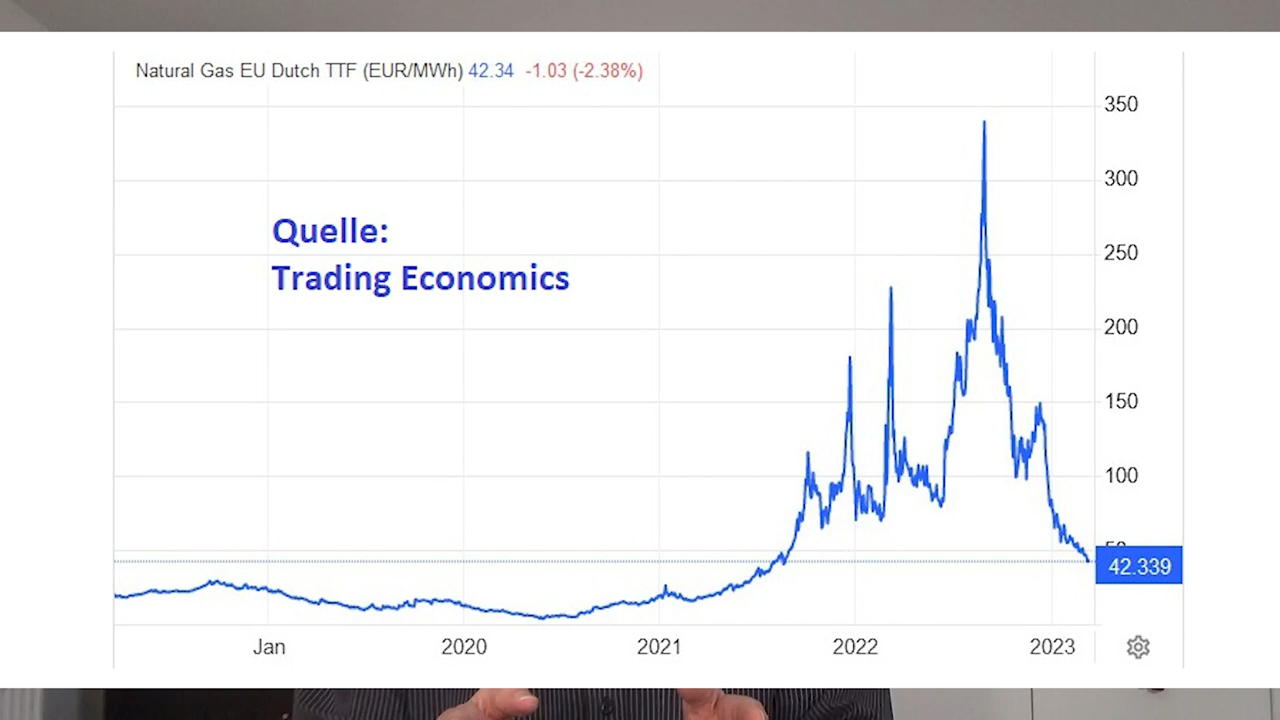 Natural Gas EU Dutch TTF (EUR/MWh) 42.34 -1.03 (-2.38%)
350
300
Quelle:
250
Trading Economics
200
150
100
50
42.339
Jan 2020 2021 2022 2023